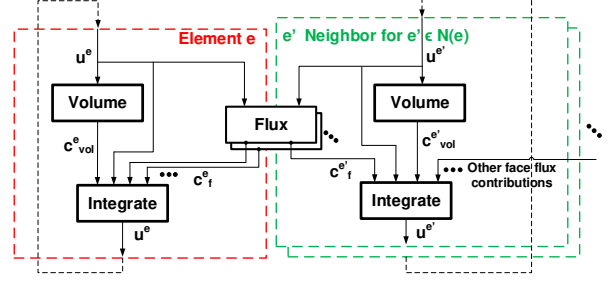 Element e
e' Neighbor for e' ϵ N(e)
u^e
u^e'
Volume
Flux
Volume
c^e_vol
c^e'_vol
c^e_f
c^e'_f
Other face flux
contributions
Integrate
Integrate
u^e
u^e'